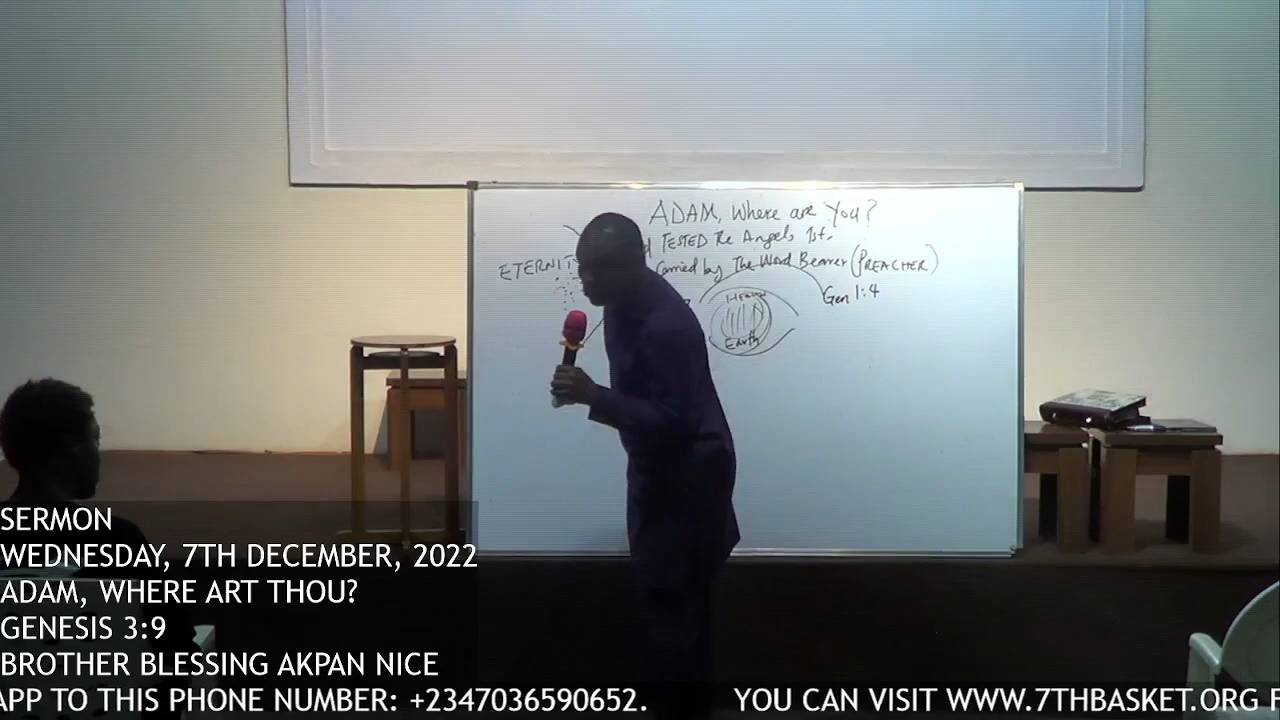 ADAM, Where are You?
TESTED The Angels 1st.
ETERNIT
Carried by The Word Bearer (PREACHER)
Gen 1:4
HEAVEN
Earth
SERMON
WEDNESDAY, 7TH DECEMBER, 2022
ADAM, WHERE ART THOU?
GENESIS 3:9
BROTHER BLESSING AKPAN NICE
APP TO THIS PHONE NUMBER: +2347036590652. YOU CAN VISIT WWW.7THBASKET.ORG F